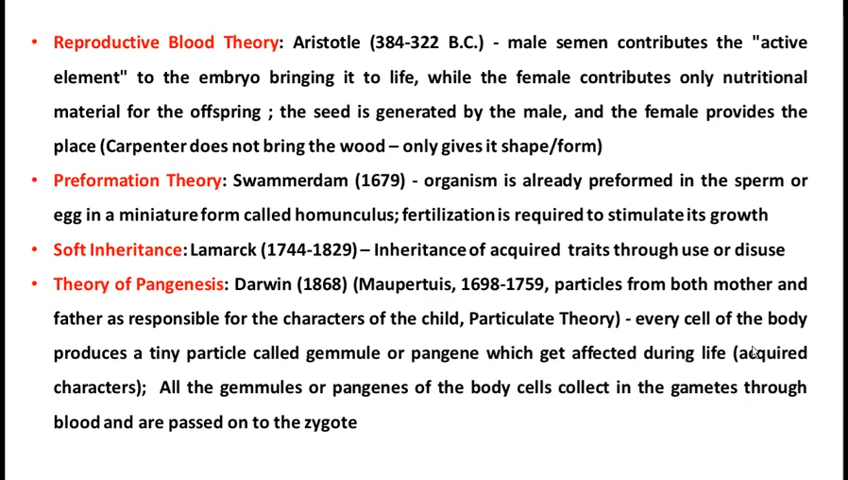 • Reproductive Blood Theory: Aristotle (384-322 B.C.) - male semen contributes the "active
element" to the embryo bringing it to life, while the female contributes only nutritional
material for the offspring ; the seed is generated by the male, and the female provides the
place (Carpenter does not bring the wood – only gives it shape/form)
• Preformation Theory: Swammerdam (1679) - organism is already preformed in the sperm or
egg in a miniature form called homunculus; fertilization is required to stimulate its growth
• Soft Inheritance: Lamarck (1744-1829) – Inheritance of acquired traits through use or disuse
• Theory of Pangenesis: Darwin (1868) (Maupertuis, 1698-1759, particles from both mother and
father as responsible for the characters of the child, Particulate Theory) - every cell of the body
produces a tiny particle called gemmule or pangene which get affected during life (acquired
characters); All the gemmules or pangenes of the body cells collect in the gametes through
blood and are passed on to the zygote